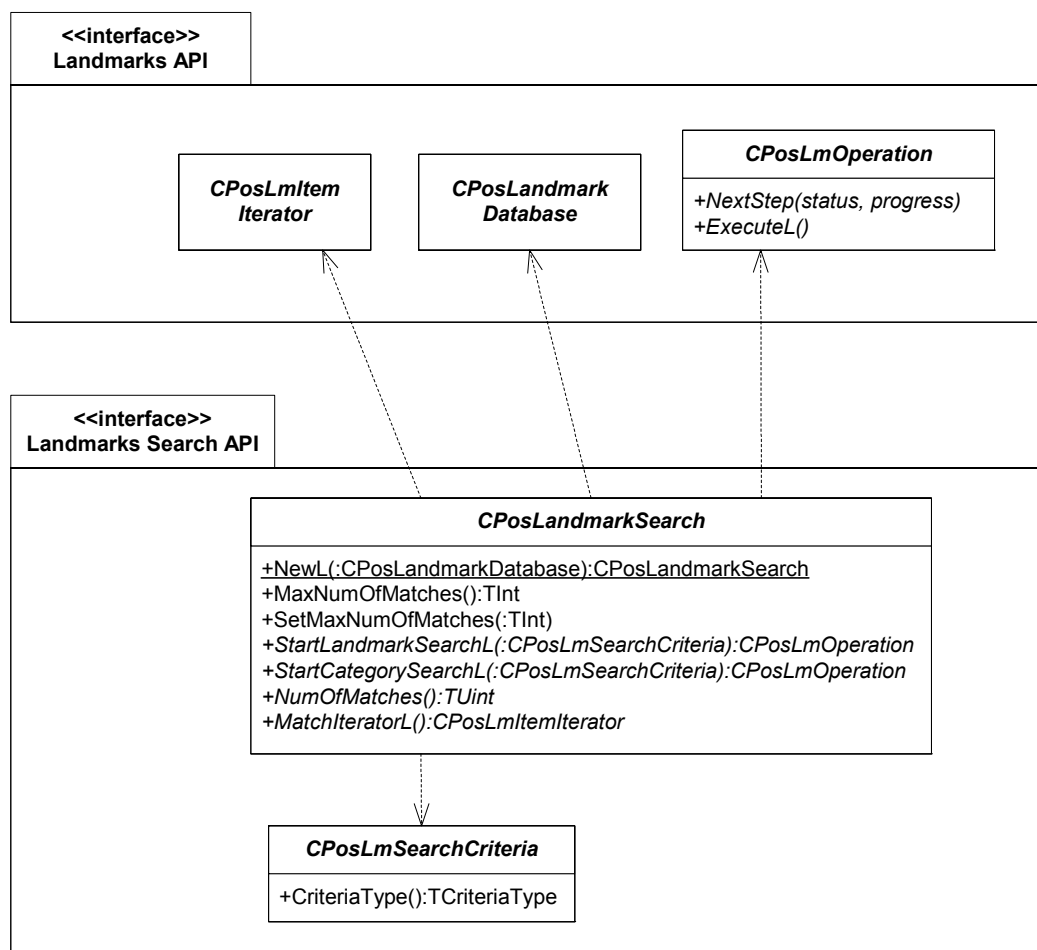 <<interface>>
Landmarks API
CPosLmItem
Iterator
CPosLandmark
Database
CPosLmOperation
+NextStep(status, progress)
+ExecuteL()
<<interface>>
Landmarks Search API
CPosLandmarkSearch
+NewL(:CPosLandmarkDatabase):CPosLandmarkSearch
+MaxNumOfMatches():TInt
+SetMaxNumOfMatches(:TInt)
+StartLandmarkSearchL(:CPosLmSearchCriteria):CPosLmOperation
+StartCategorySearchL(:CPosLmSearchCriteria):CPosLmOperation
+NumOfMatches():TUint
+MatchIteratorL():CPosLmItemIterator
CPosLmSearchCriteria
+CriteriaType():TCriteriaType